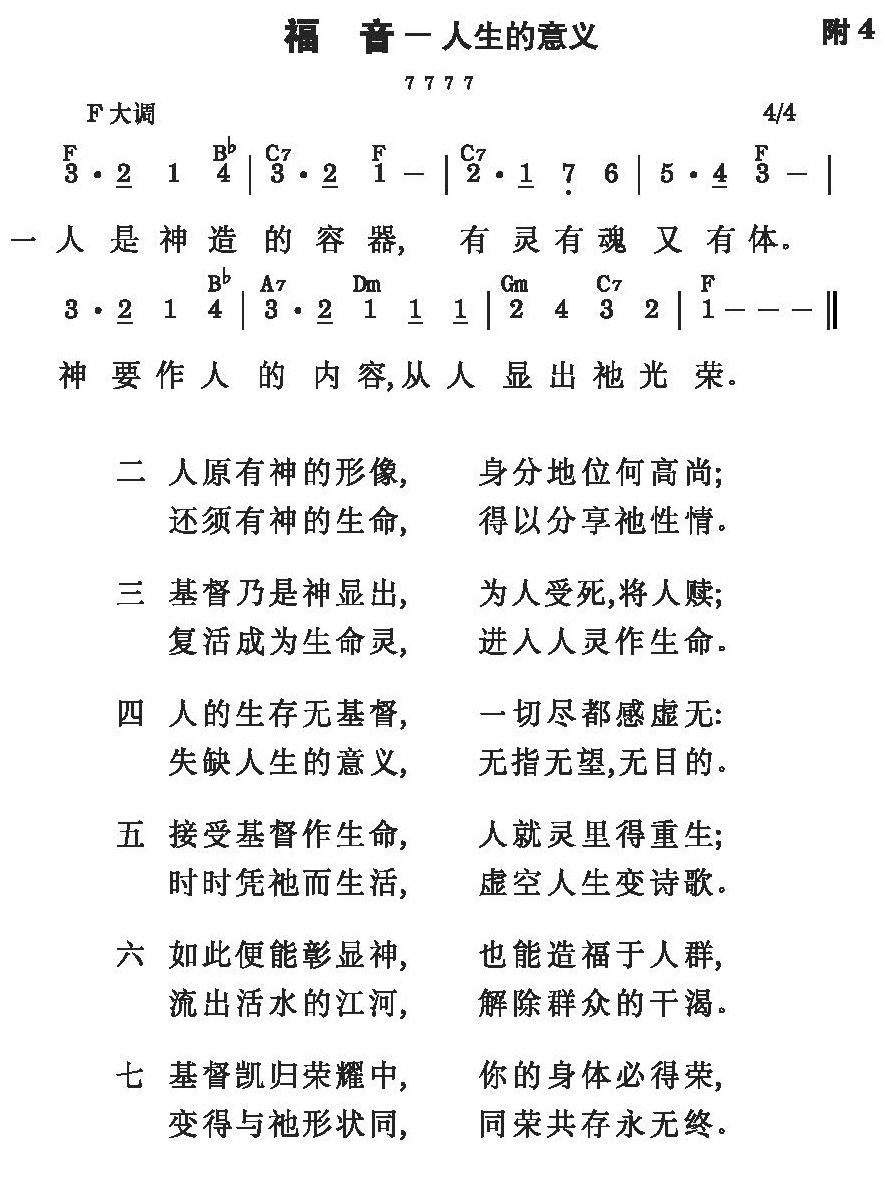 福 音－人生的意义 附 4
7 7 7 7
F 大调 4/4
F B♭ C7 F C7 F
3 · 2 1 4 | 3 · 2 1 － | 2 · 1 7 6 | 5 · 4 3 － |
一 人 是 神 造 的 容 器, 有 灵 有 魂 又 有 体。
B♭ A7 Dm Gm C7 F
3 · 2 1 4 | 3 · 2 1 1 1 | 2 4 3 2 | 1 － － － ‖
神 要 作 人 的 内 容, 从 人 显 出 祂 光 荣。
二 人原有神的形像, 身分地位何高尚;
还须有神的生命, 得以分享祂性情。
三 基督乃是神显出, 为人受死,将人赎;
复活成为生命灵, 进入人灵作生命。
四 人的生存无基督, 一切尽都感虚无:
失缺人生的意义, 无指无望,无目的。
五 接受基督作生命, 人就灵里得重生;
时时凭祂而生活, 虚空人生变诗歌。
六 如此便能彰显神, 也能造福于人群,
流出活水的江河, 解除群众的干渴。
七 基督凯归荣耀中, 你的身体必得荣,
变得与祂形状同, 同荣共存永无终。